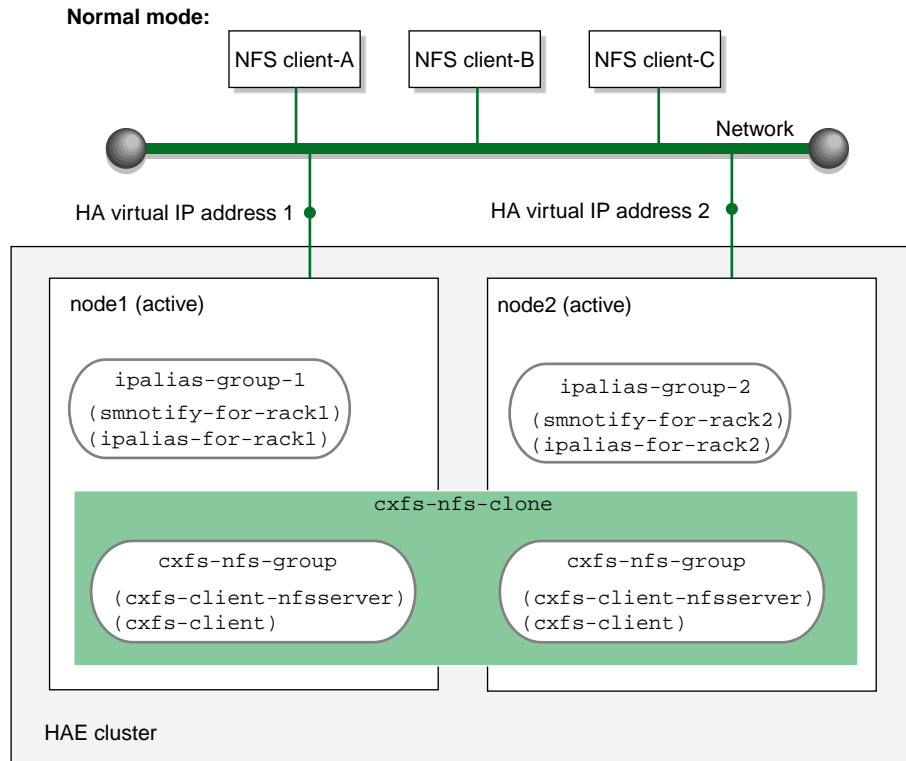 Normal mode:
NFS client-A
NFS client-B
NFS client-C
Network
HA virtual IP address 1
HA virtual IP address 2
node1 (active)
node2 (active)
ipalias-group-1
(smnotify-for-rack1)
(ipalias-for-rack1)
ipalias-group-2
(smnotify-for-rack2)
(ipalias-for-rack2)
cxfs-nfs-clone
cxfs-nfs-group
(cxfs-client-nfsserver)
(cxfs-client)
cxfs-nfs-group
(cxfs-client-nfsserver)
(cxfs-client)
HAE cluster